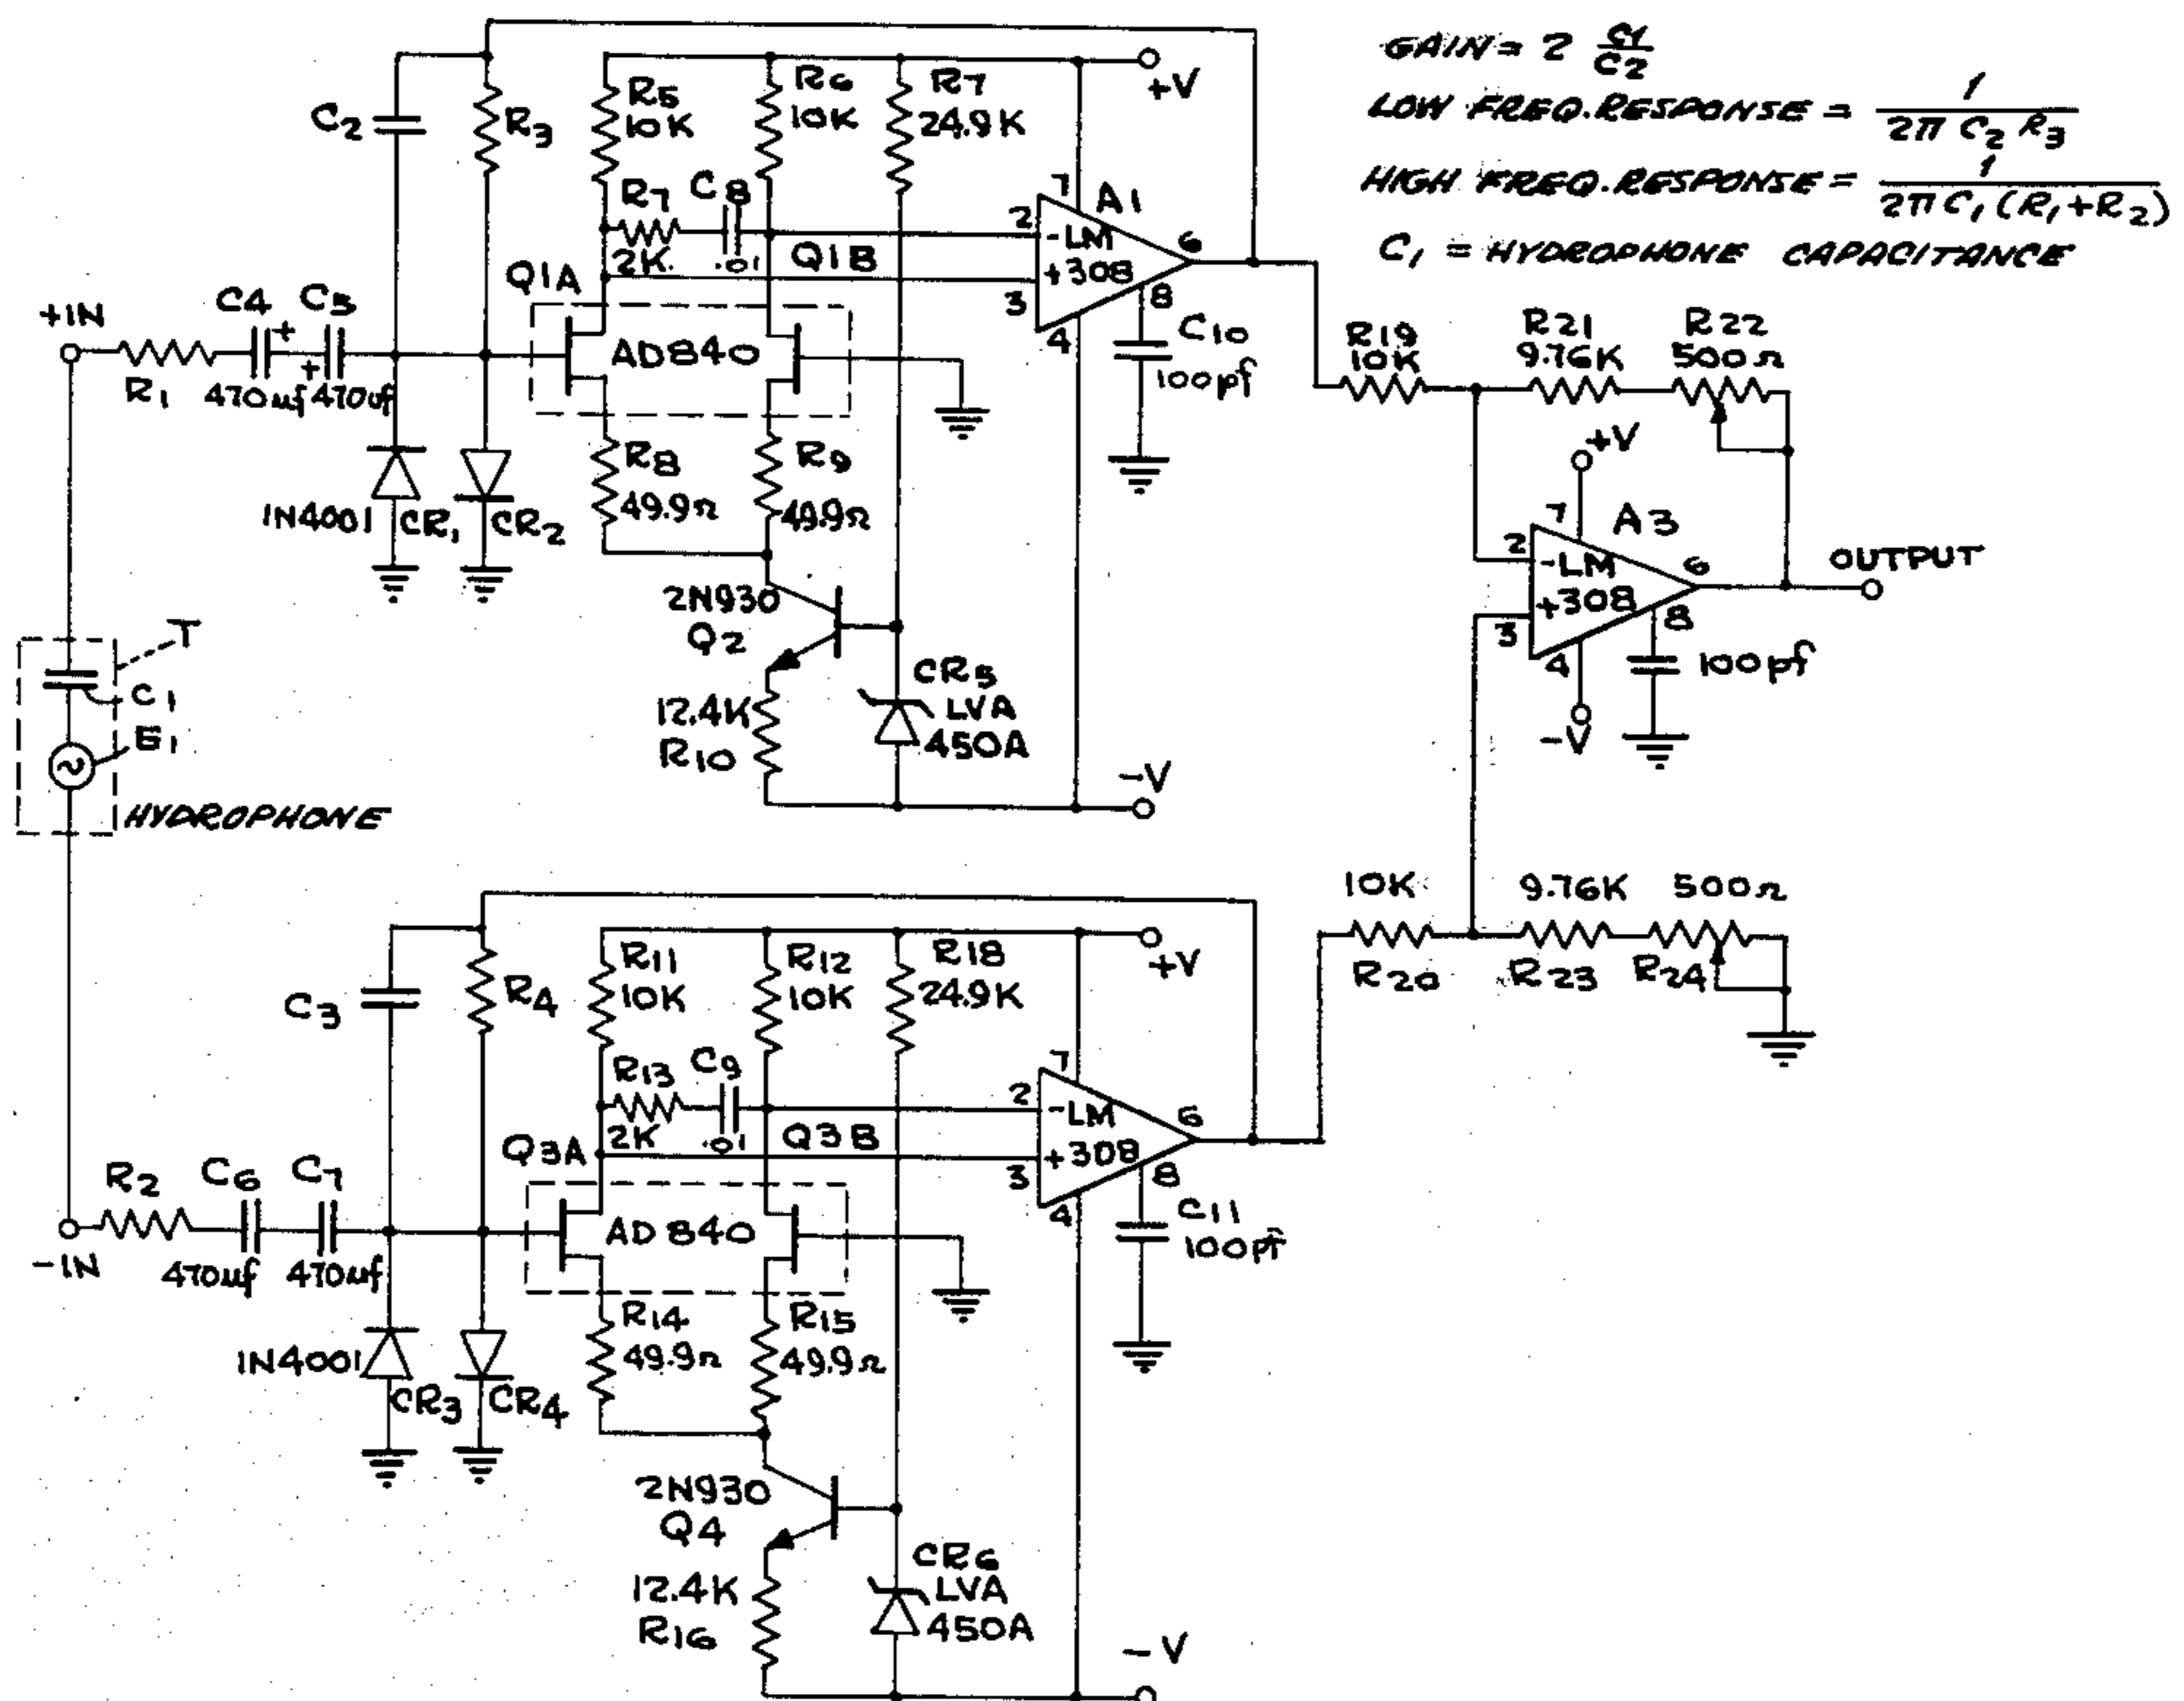 GAIN = 2 C1/C2
LOW FREQ. RESPONSE = 1/2π C2 R3
HIGH FREQ. RESPONSE = 1/2π C1 (R1+R2)
C1 = HYDROPHONE CAPACITANCE
C2
R3
R5
10K
R6
10K
R7
24.9K
+V
R7
2K
C8
.01
Q1A
Q1B
2
3
7
A1
-LM
+308
6
4
8
C10
100pf
+IN
R1
C4
+
C5
+
470uf
470uf
AD840
1N4001
CR1
CR2
R8
49.9Ω
R9
49.9Ω
2N930
Q2
12.4K
R10
CR5
LVA
450A
-V
R19
10K
R21
9.76K
R22
500Ω
+V
7
A3
2
-LM
+308
3
6
8
4
100pf
-V
OUTPUT
T
C1
E1
HYDROPHONE
10K
R20
9.76K
R23
500Ω
R24
C3
R4
R11
10K
R12
10K
R18
24.9K
+V
R13
2K
C9
.01
Q3A
Q3B
7
2
-LM
+308
3
6
8
4
C11
100pf
-IN
R2
C6
C7
470uf
470uf
AD840
1N4001
CR3
CR4
R14
49.9Ω
R15
49.9Ω
2N930
Q4
12.4K
R16
CR6
LVA
450A
-V